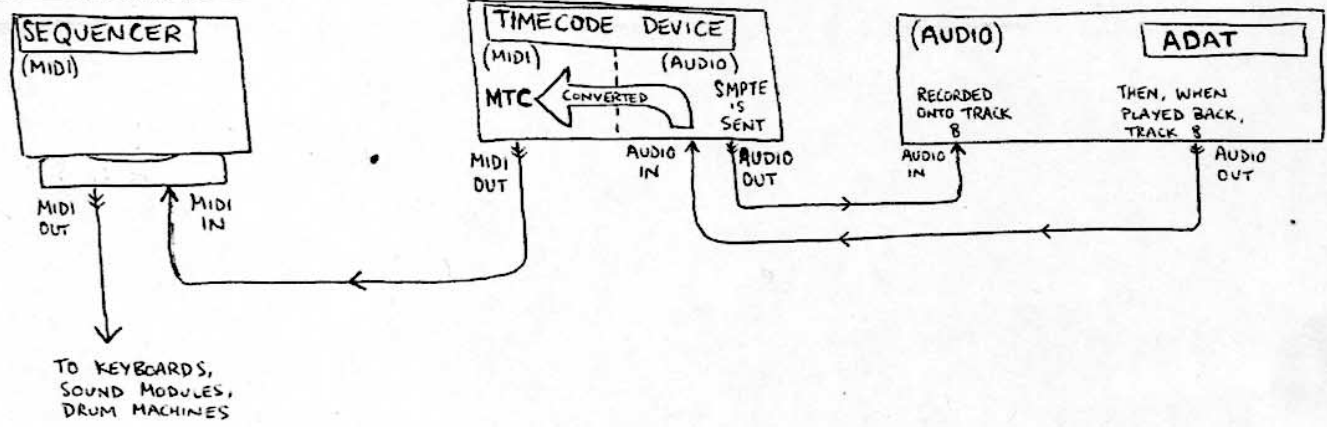 SEQUENCER
(MIDI)
MIDI
OUT
MIDI
IN
TO KEYBOARDS,
SOUND MODULES,
DRUM MACHINES
TIMECODE DEVICE
(MIDI)
(AUDIO)
MTC
CONVERTED
SMPTE
IS
SENT
MIDI
OUT
AUDIO
IN
AUDIO
OUT
(AUDIO)
ADAT
RECORDED
ONTO TRACK
8
THEN, WHEN
PLAYED BACK,
TRACK 8
AUDIO
IN
AUDIO
OUT